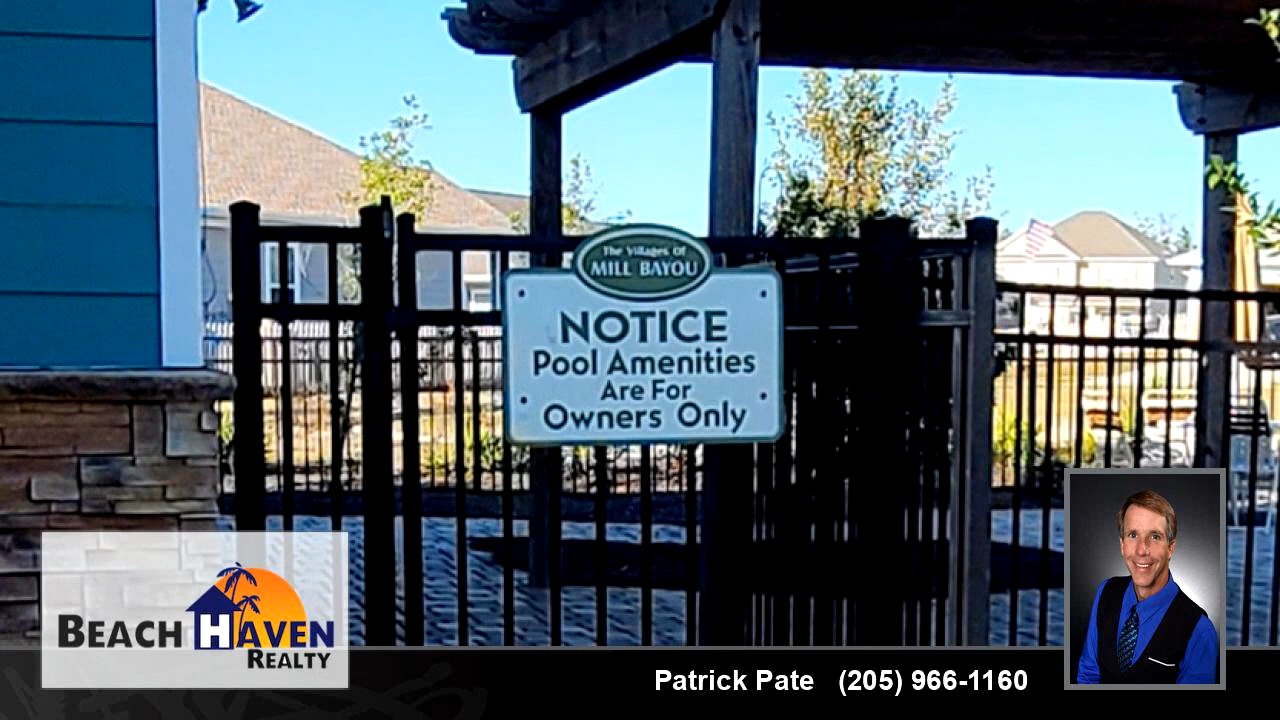 The Villages Of
MILL BAYOU
NOTICE
Pool Amenities
Are For
Owners Only
BEACH HAVEN
REALTY
Patrick Pate (205) 966-1160